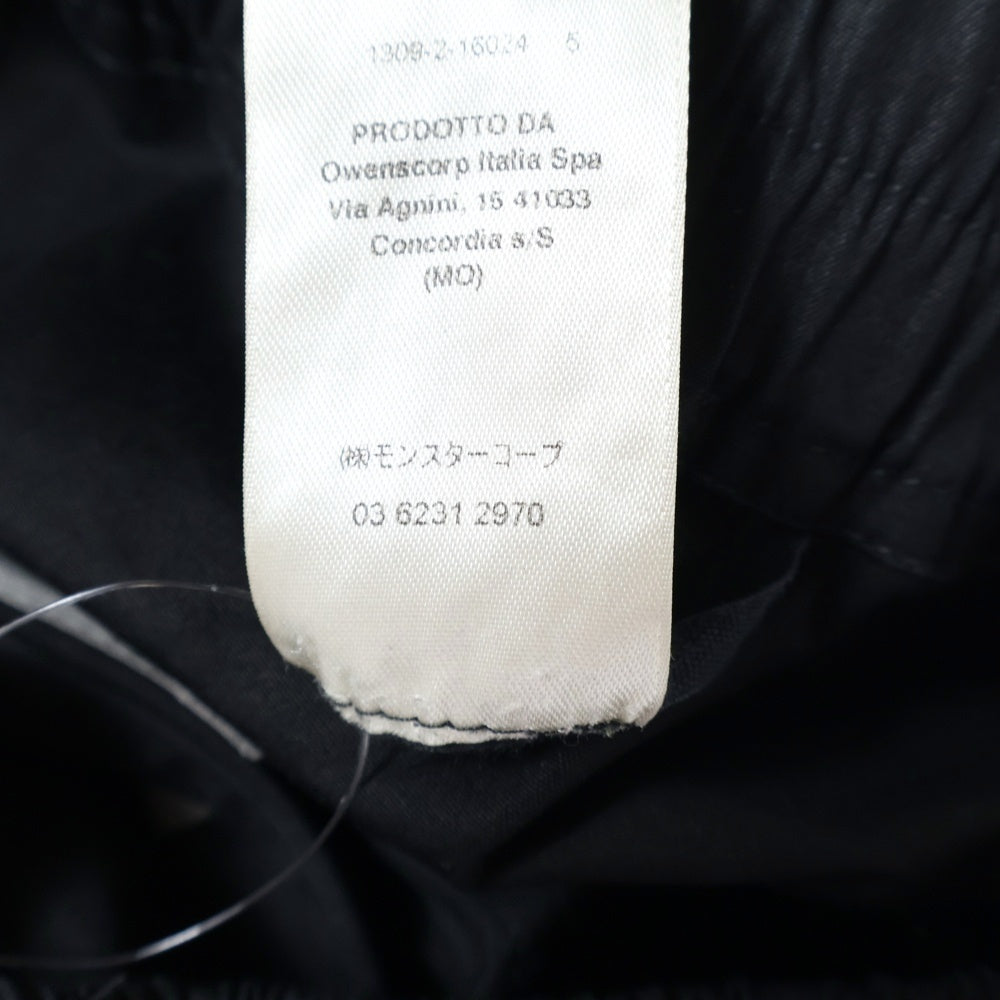 1309-2-16024 5
PRODOTTO DA
Owenscorp Italia Spa
Via Agnini, 15 41033
Concordia s/S
(MO)
㈱モンスターコープ
03 6231 2970